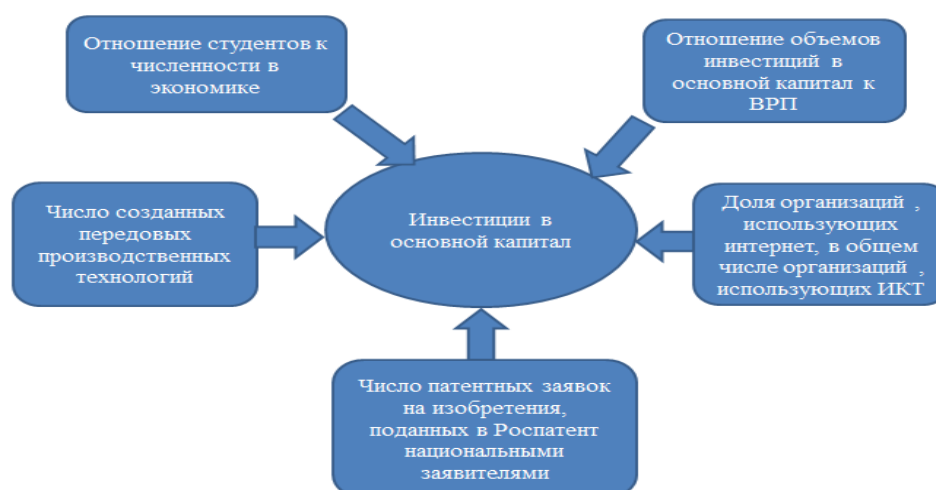 Отношение студентов к
численности в
экономике
Отношение объемов
инвестиций в
основной капитал к
ВРП
Число созданных
передовых
производственных
технологий
Инвестиции в
основной капитал
Доля организаций ,
использующих
интернет, в общем
числе организаций ,
использующих ИКТ
Число патентных заявок
на изобретения,
поданных в Роспатент
национальными
заявителями